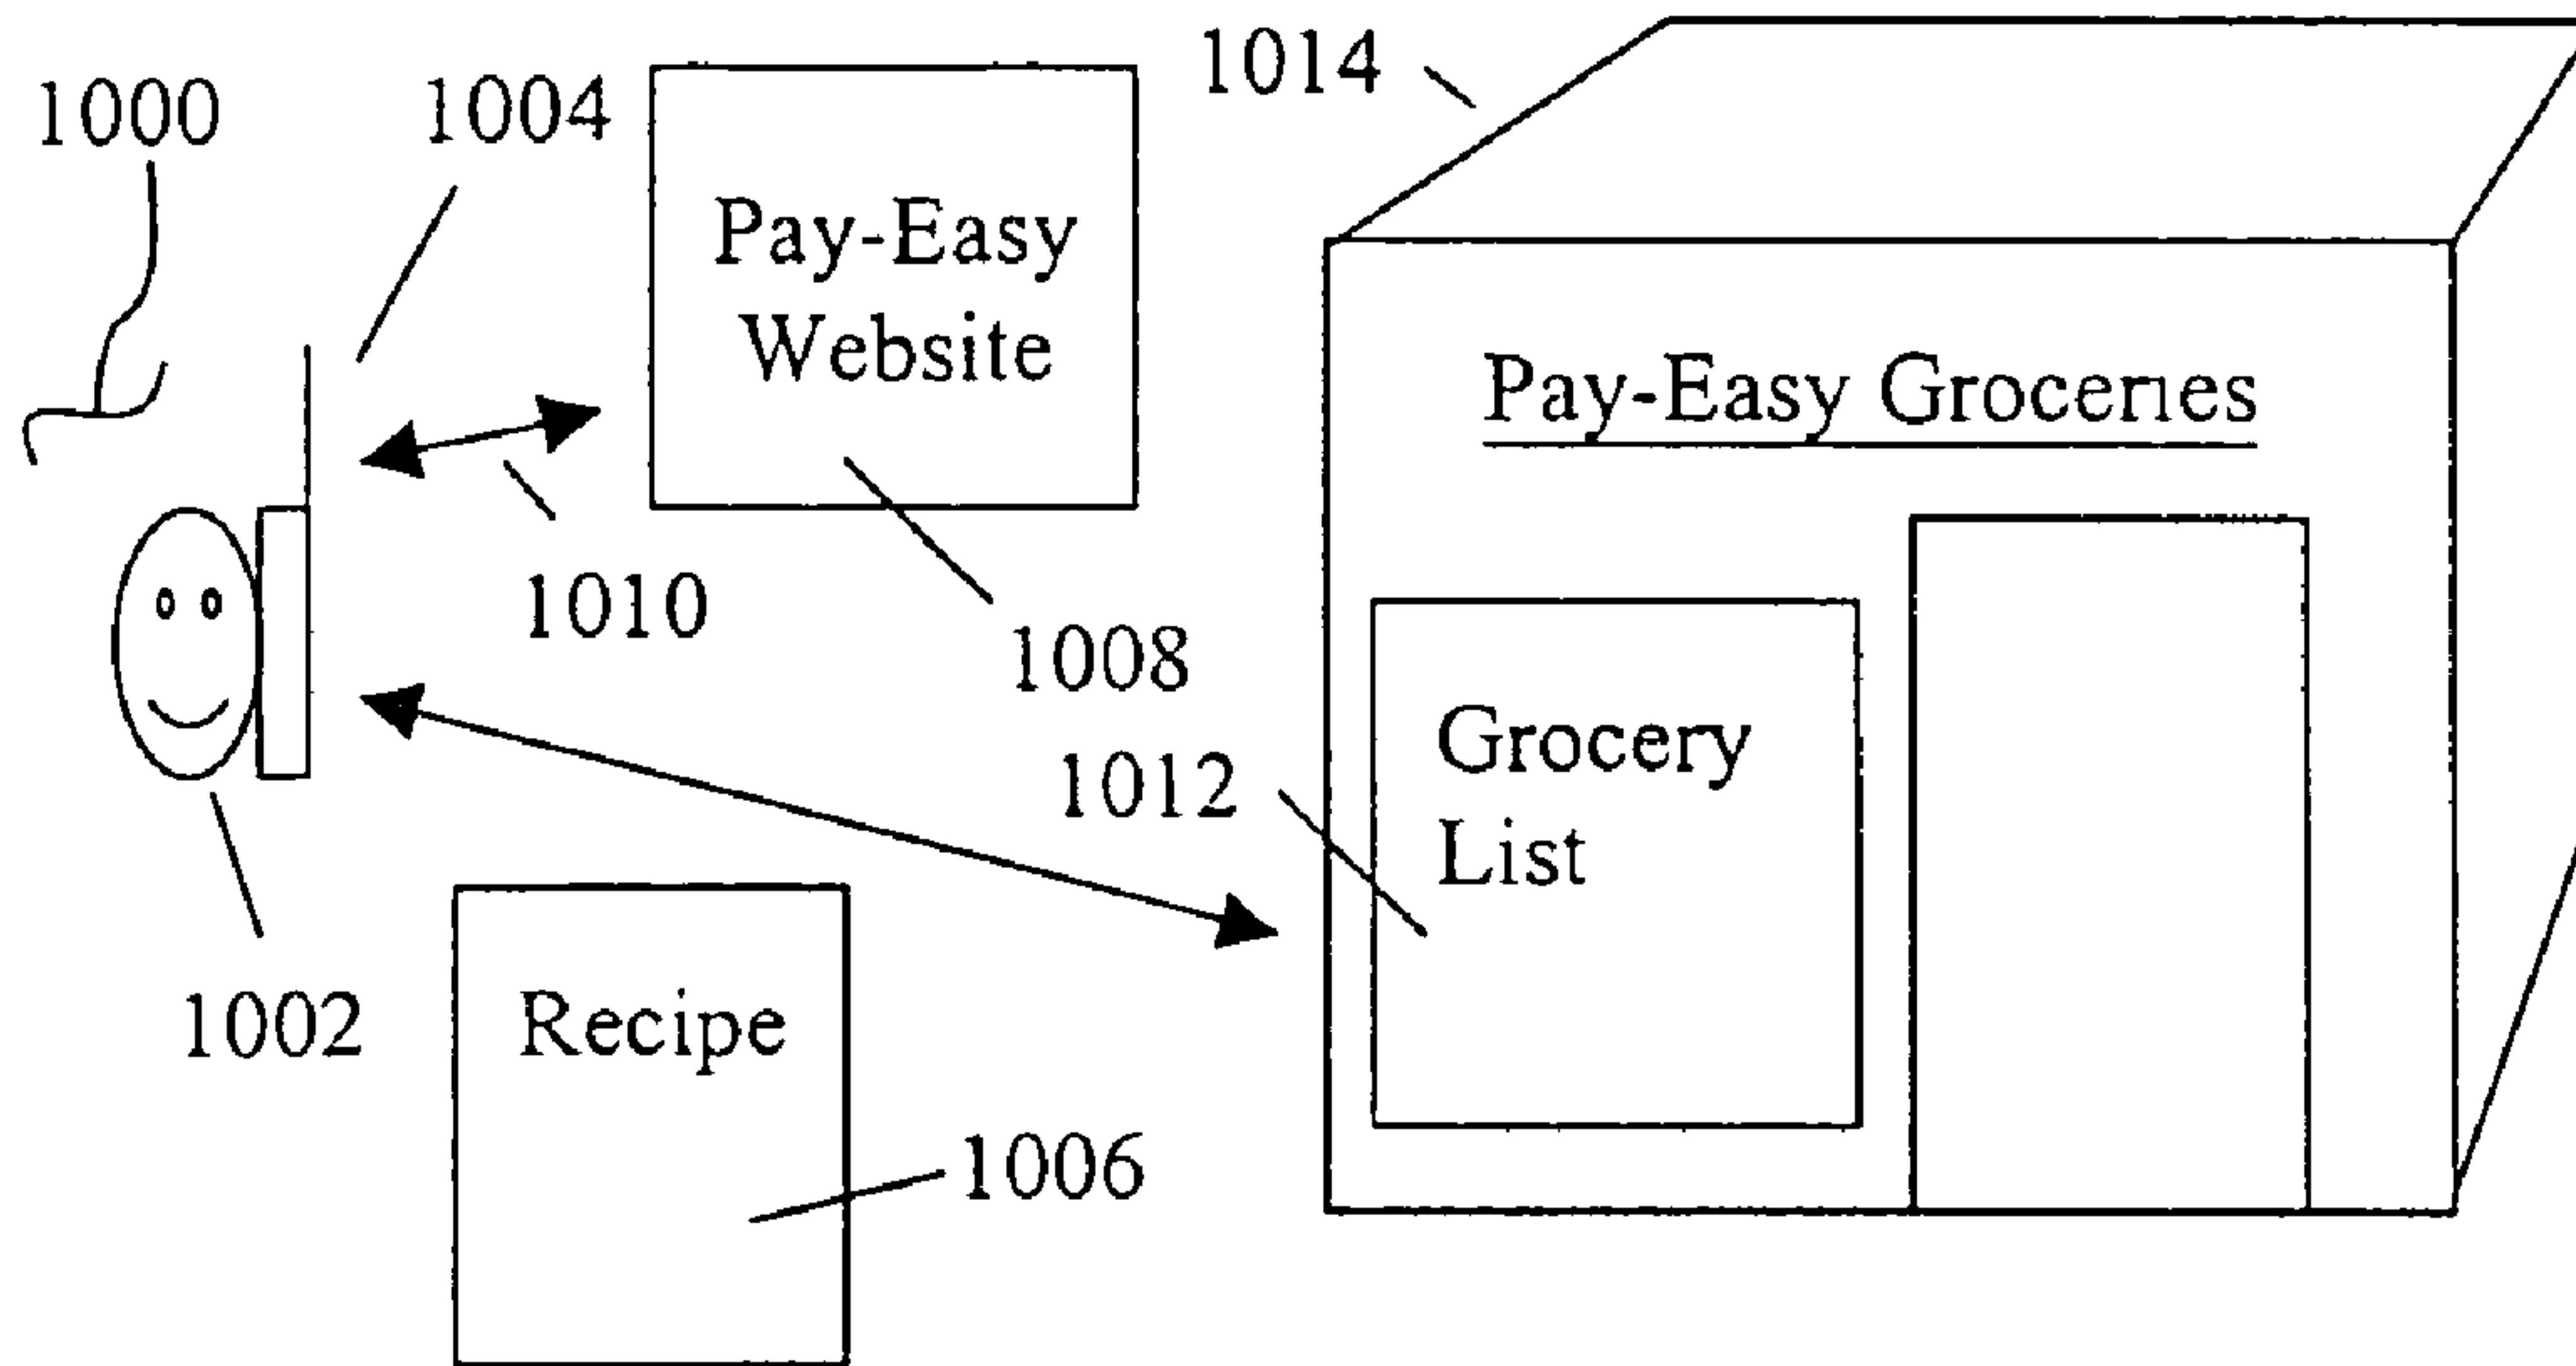 1000
1004
Pay-Easy
Website
1014
Pay-Easy Groceries
1010
1008
Grocery
List
1012
1002
Recipe
1006